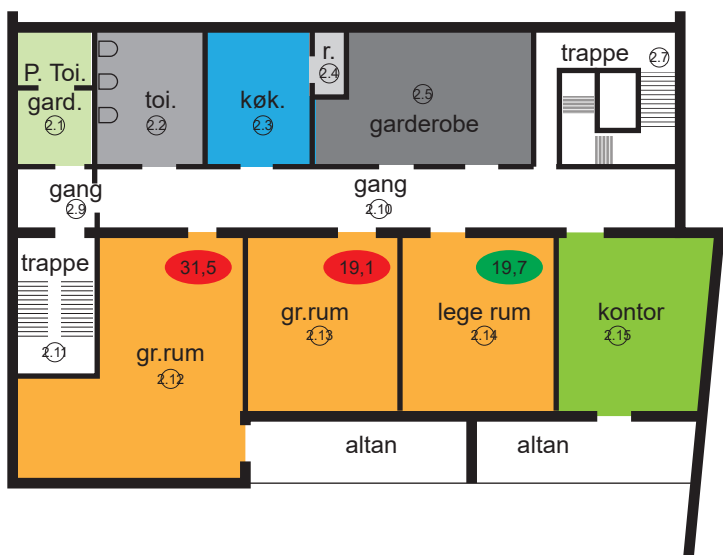 P. Toi.
gard.
2.1
toi.
2.2
køk.
2.3
r.
2.4
2.5
garderobe
trappe
2.7
gang
2.9
gang
2.10
trappe
2.11
31,5
gr.rum
2.12
19,1
gr.rum
2.13
19,7
lege rum
2.14
kontor
2.15
altan
altan